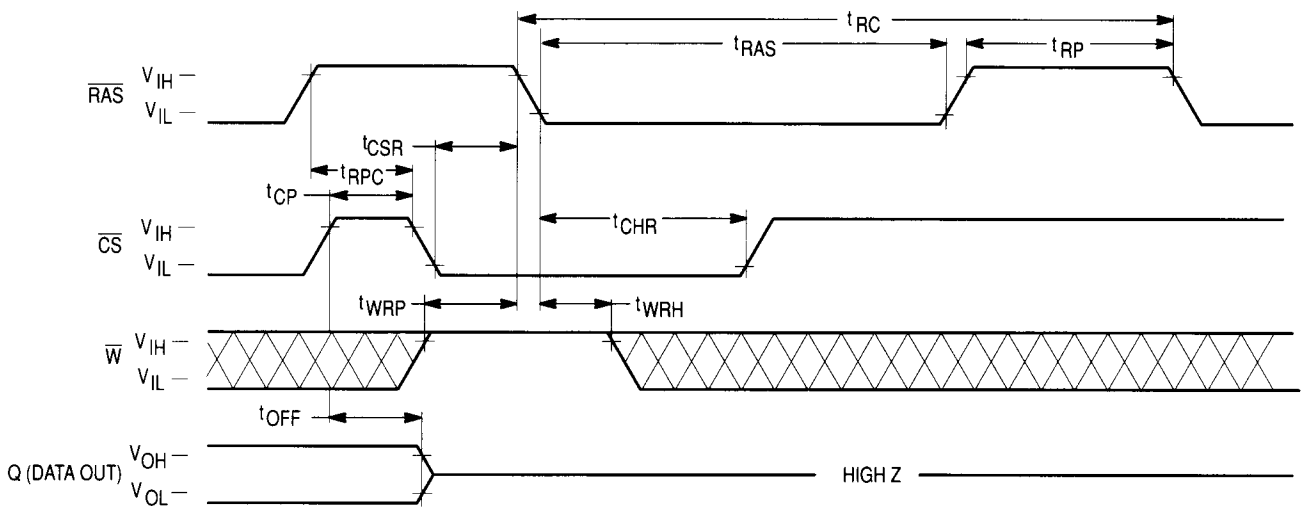 tRC
tRAS
tRP
RAS
VIH
VIL
tCSR
tRPC
tCP
CS
VIH
VIL
tCHR
tWRP
tWRH
W
VIH
VIL
tOFF
Q (DATA OUT)
VOH
VOL
HIGH Z